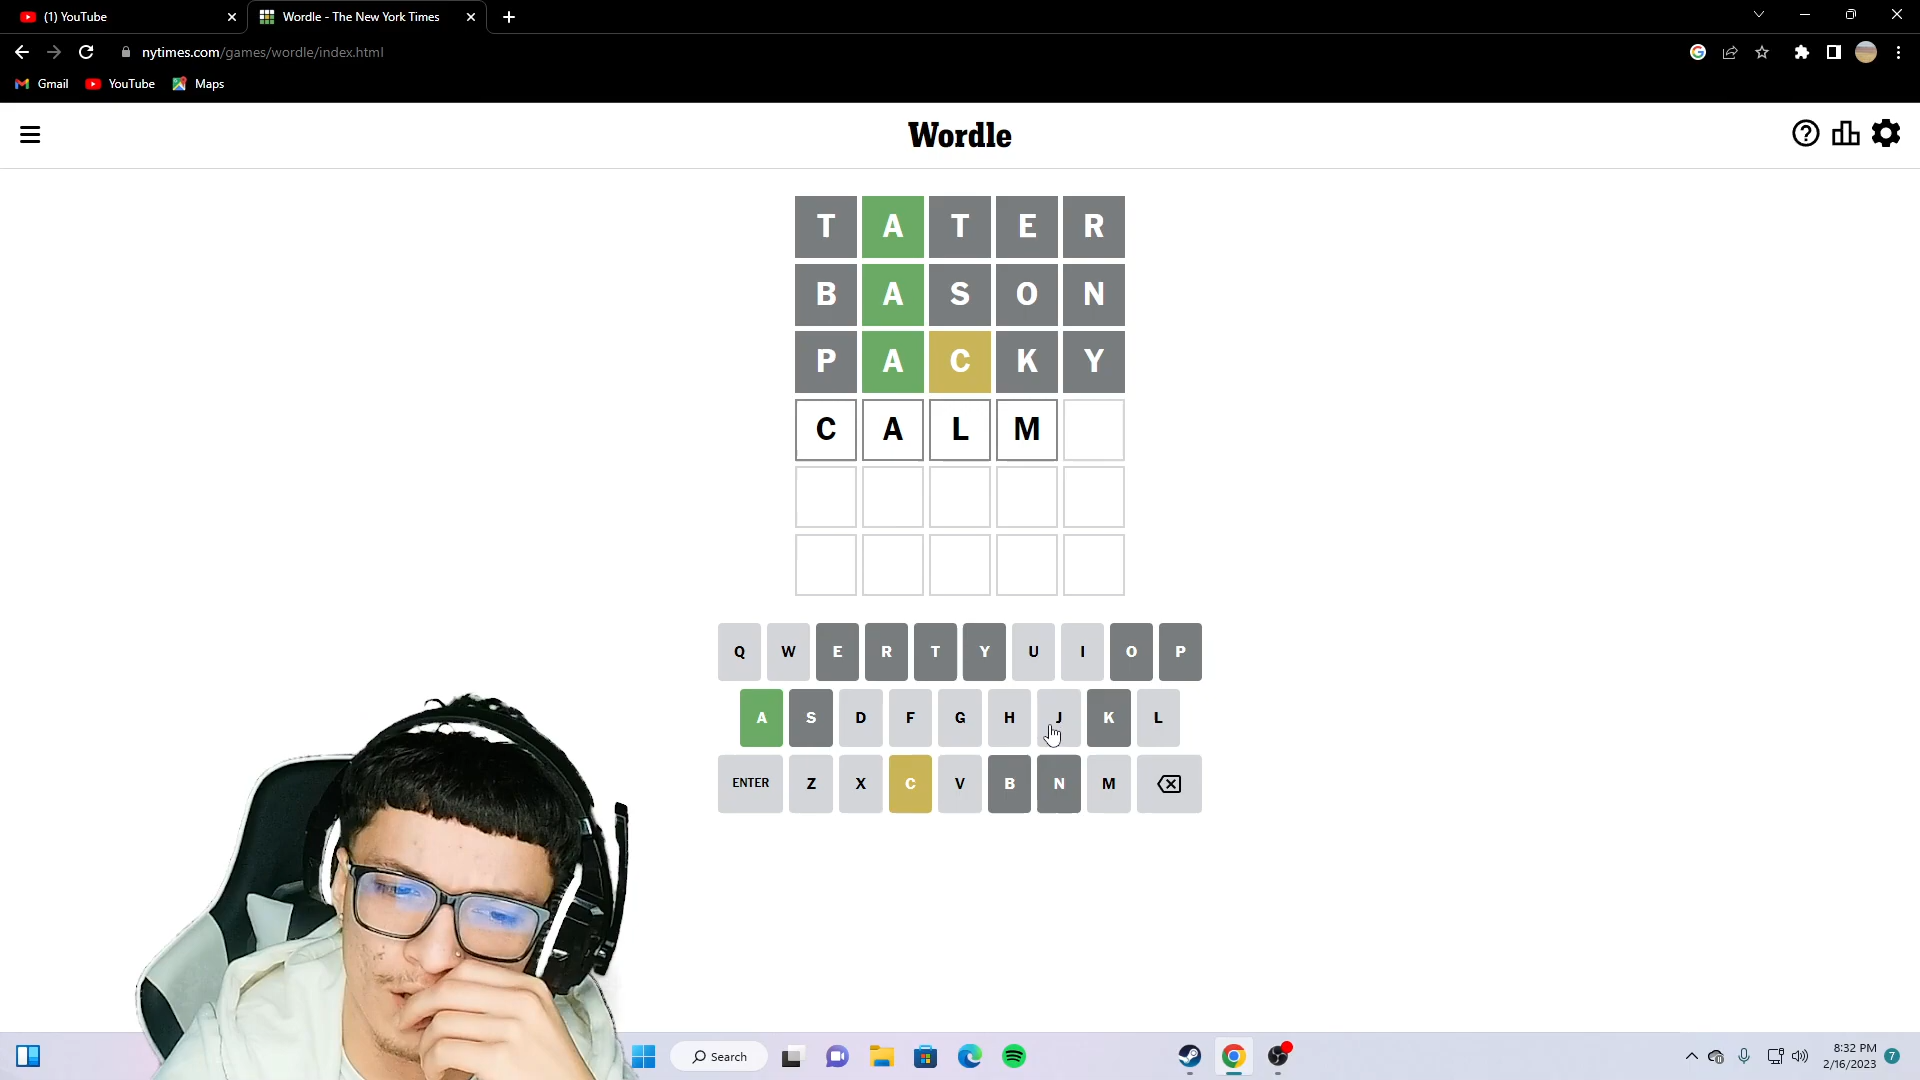 (1) YouTube
Wordle - The New York Times
nytimes.com/games/wordle/index.html
Gmail
YouTube
Maps
Wordle
T A T E R
B A S O N
P A C K Y
C A L M
Q W E R T Y U I O P
A S D F G H J K L
ENTER Z X C V B N M
Search
8:32 PM
2/16/2023
7